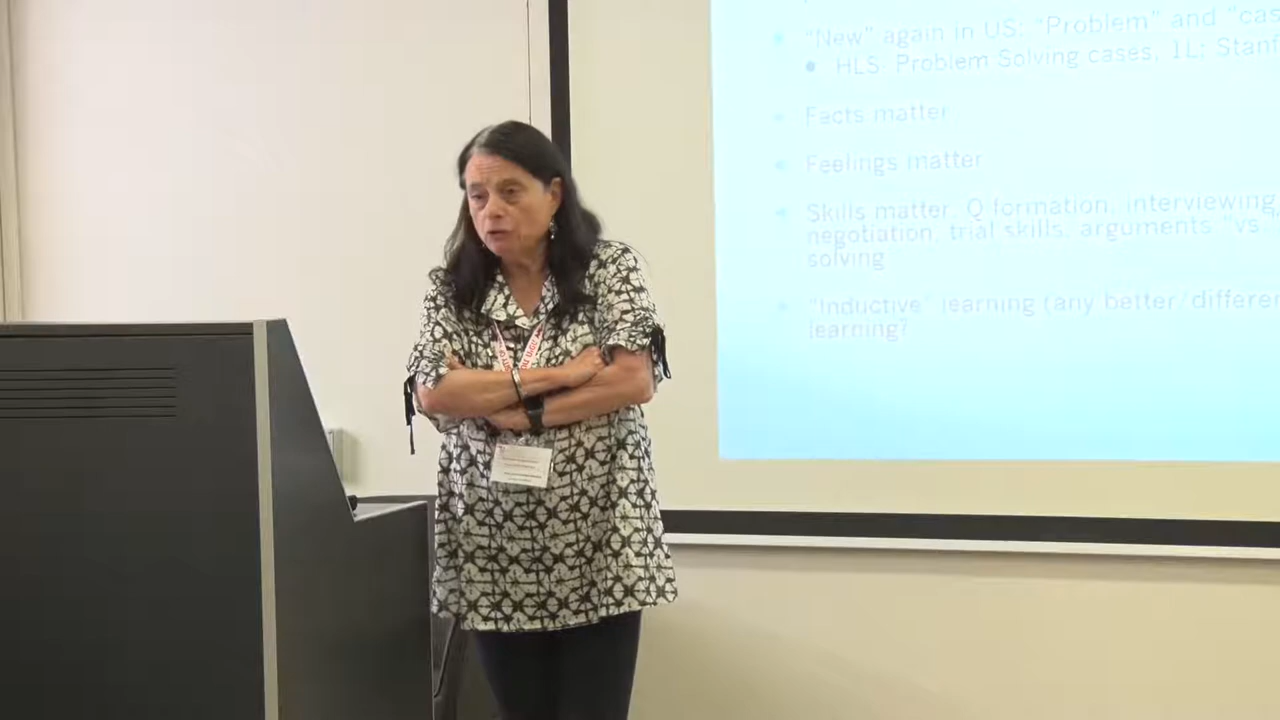 "New" again in US: "Problem" and "cas
HLS: Problem Solving cases, 1L; Stanf
Facts matter
Feelings matter
Skills matter, Q formation, interviewing,
negotiation, trial skills, arguments "vs
solving
"Inductive" learning (any better/differen
learning?